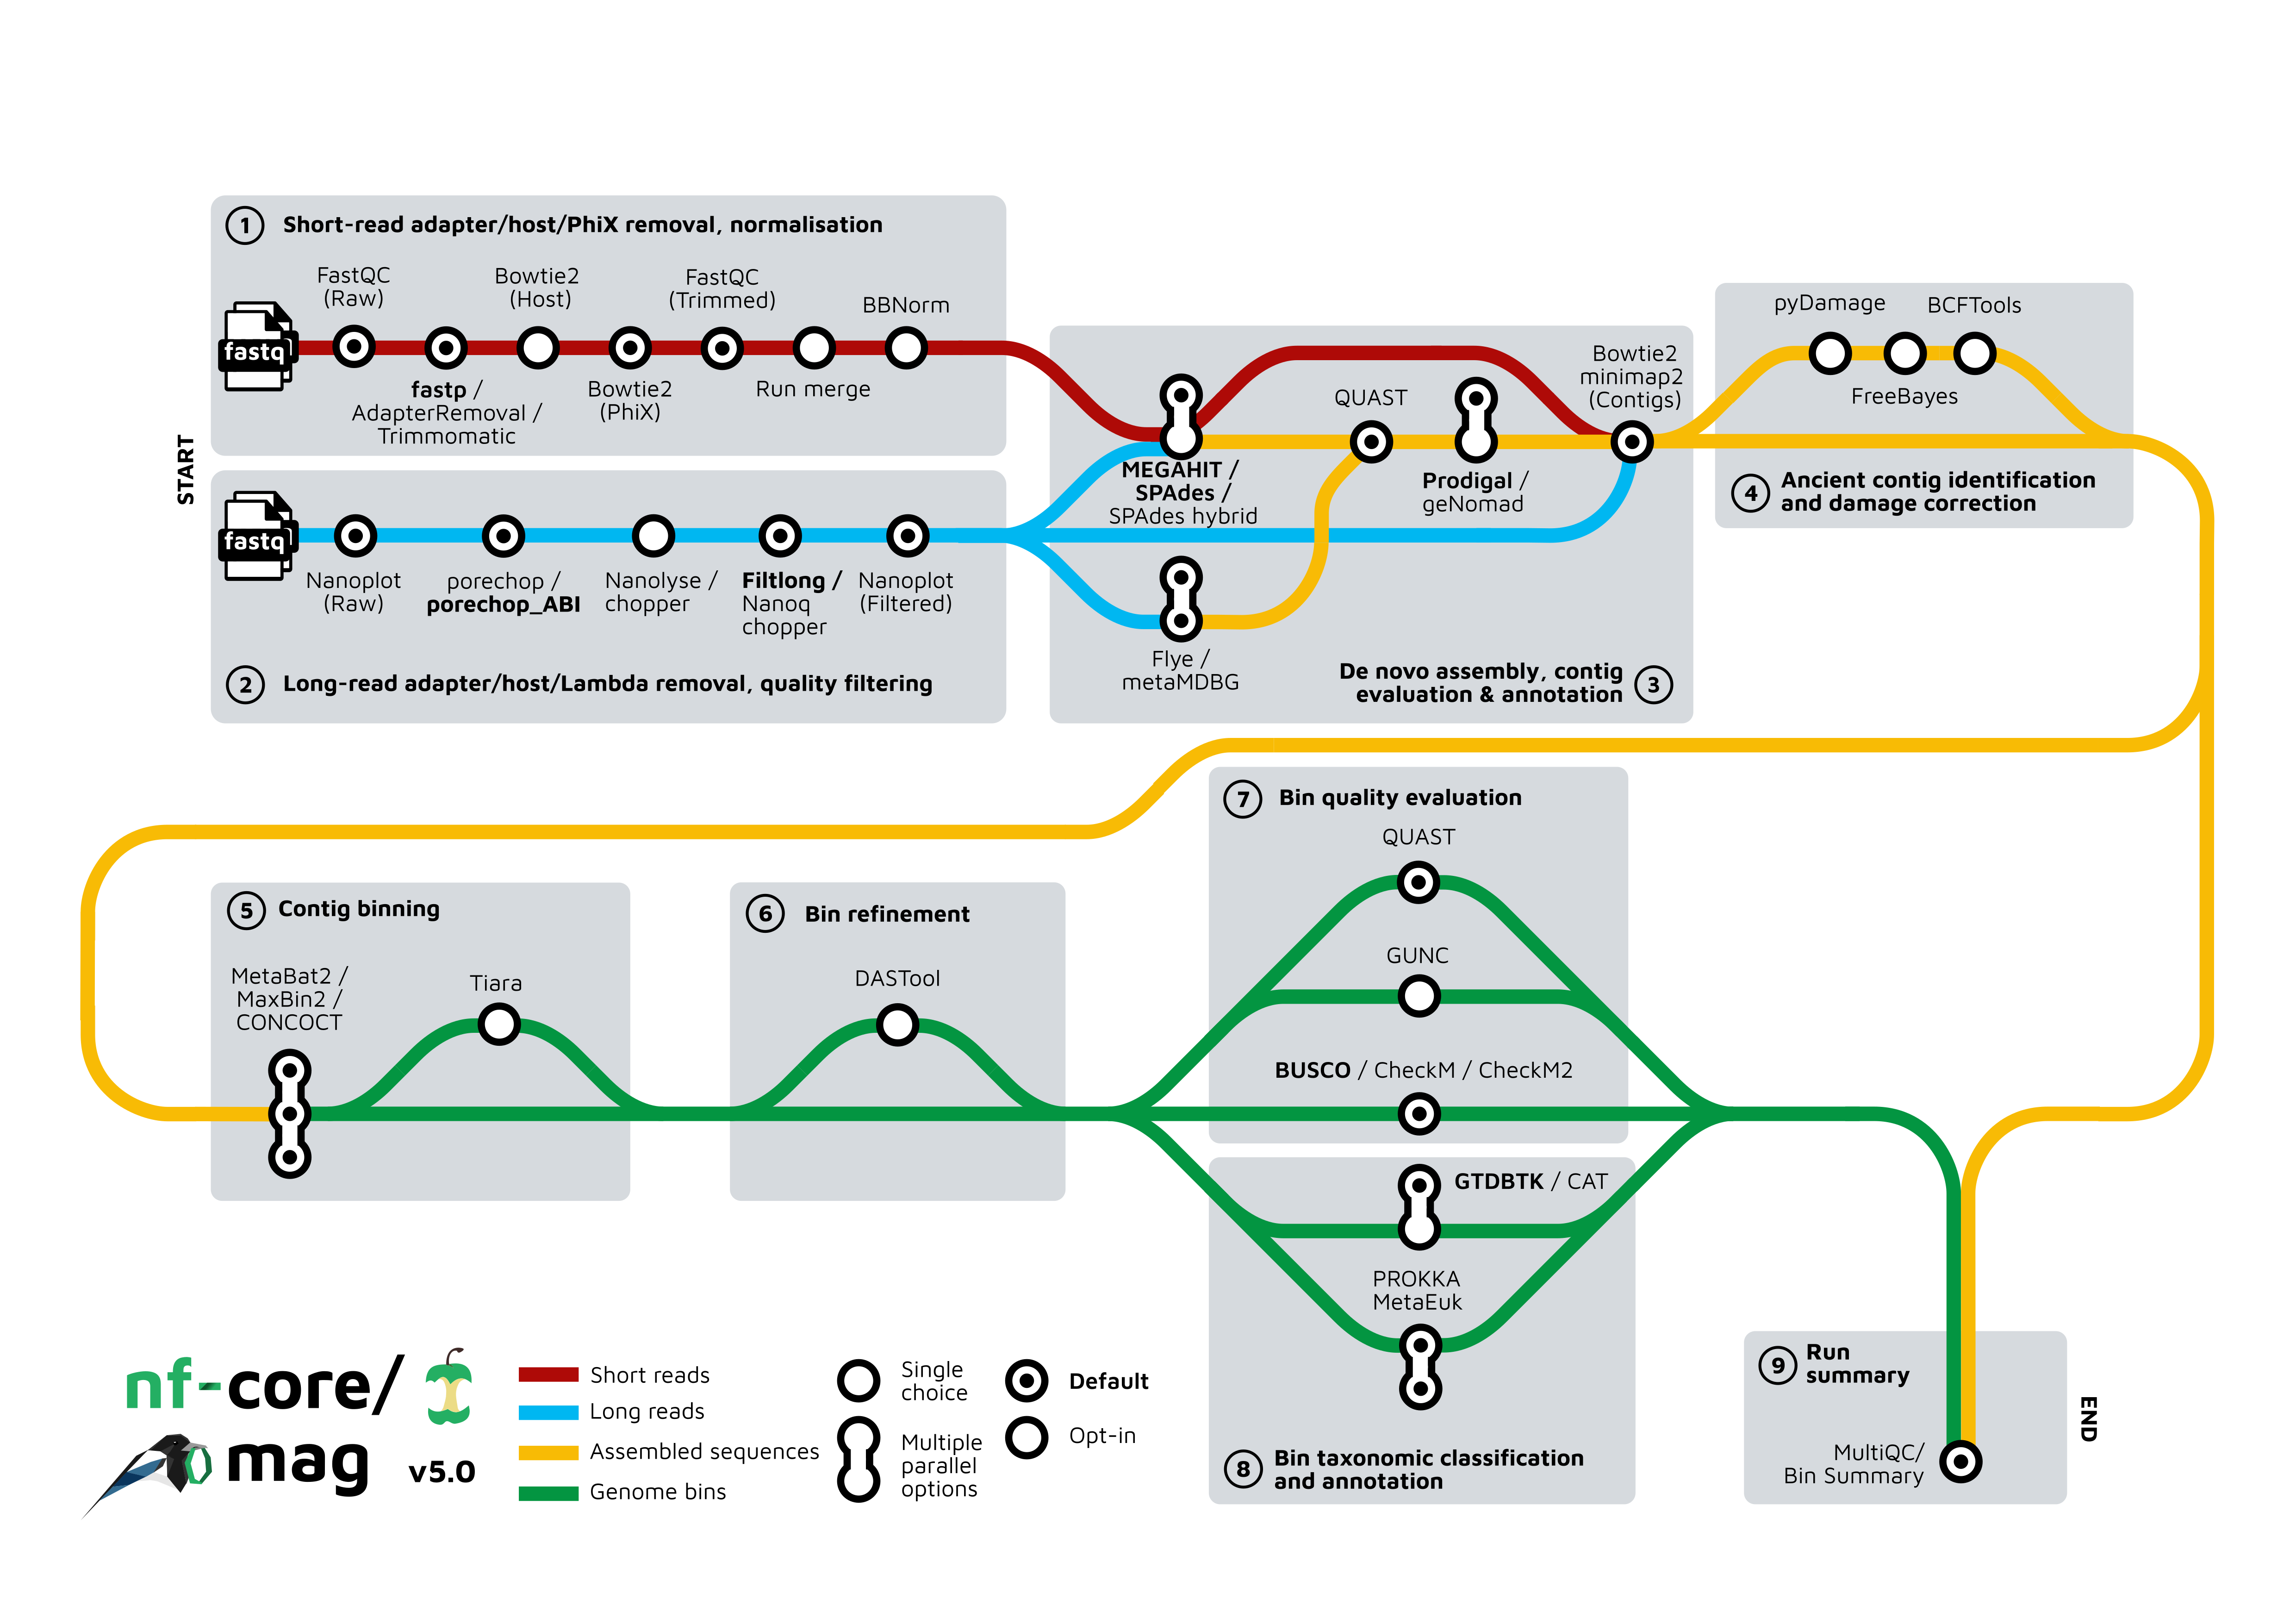 START
1
Short-read adapter/host/PhiX removal, normalisation
FastQC
(Raw)
Bowtie2
(Host)
FastQC
(Trimmed)
BBNorm
fastq
fastp /
AdapterRemoval /
Trimmomatic
Bowtie2
(PhiX)
Run merge
fastq
Nanoplot
(Raw)
porechop /
porechop_ABI
Nanolyse /
chopper
Filtlong /
Nanoq
chopper
Nanoplot
(Filtered)
2
Long-read adapter/host/Lambda removal, quality filtering
MEGAHIT /
SPAdes /
SPAdes hybrid
QUAST
Prodigal /
geNomad
Bowtie2
minimap2
(Contigs)
Flye /
metaMDBG
De novo assembly, contig
evaluation & annotation
3
pyDamage
BCFTools
FreeBayes
4
Ancient contig identification
and damage correction
5
Contig binning
MetaBat2 /
MaxBin2 /
CONCOCT
Tiara
6
Bin refinement
DASTool
7
Bin quality evaluation
QUAST
GUNC
BUSCO / CheckM / CheckM2
GTDBTK / CAT
PROKKA
MetaEuk
8
Bin taxonomic classification
and annotation
9
Run
summary
MultiQC/
Bin Summary
END
nf-core/
mag
v5.0
Short reads
Long reads
Assembled sequences
Genome bins
Single
choice
Multiple
parallel
options
Default
Opt-in